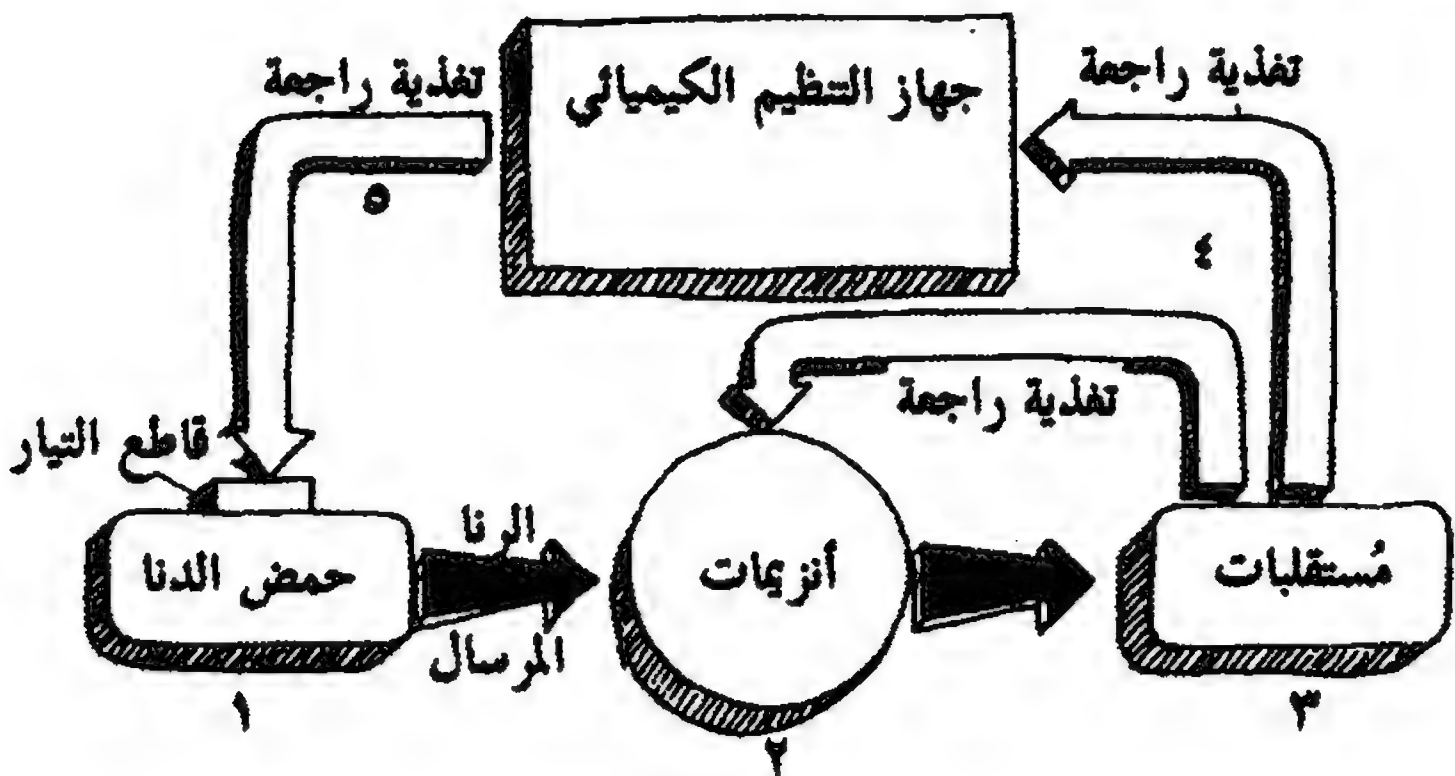 تغذية راجعة
جهاز التنظيم الكيميائي
تغذية راجعة
٥
٤
تغذية راجعة
قاطع التيار
الرنا
مُستقلبات
أنزيمات
حمض الدنا
المرسال
٣
٢
١